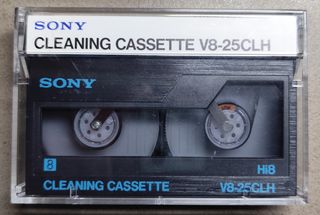 SONY
CLEANING CASSETTE V8-25CLH
SONY
8
Hi8
CLEANING CASSETTE V8-25CLH